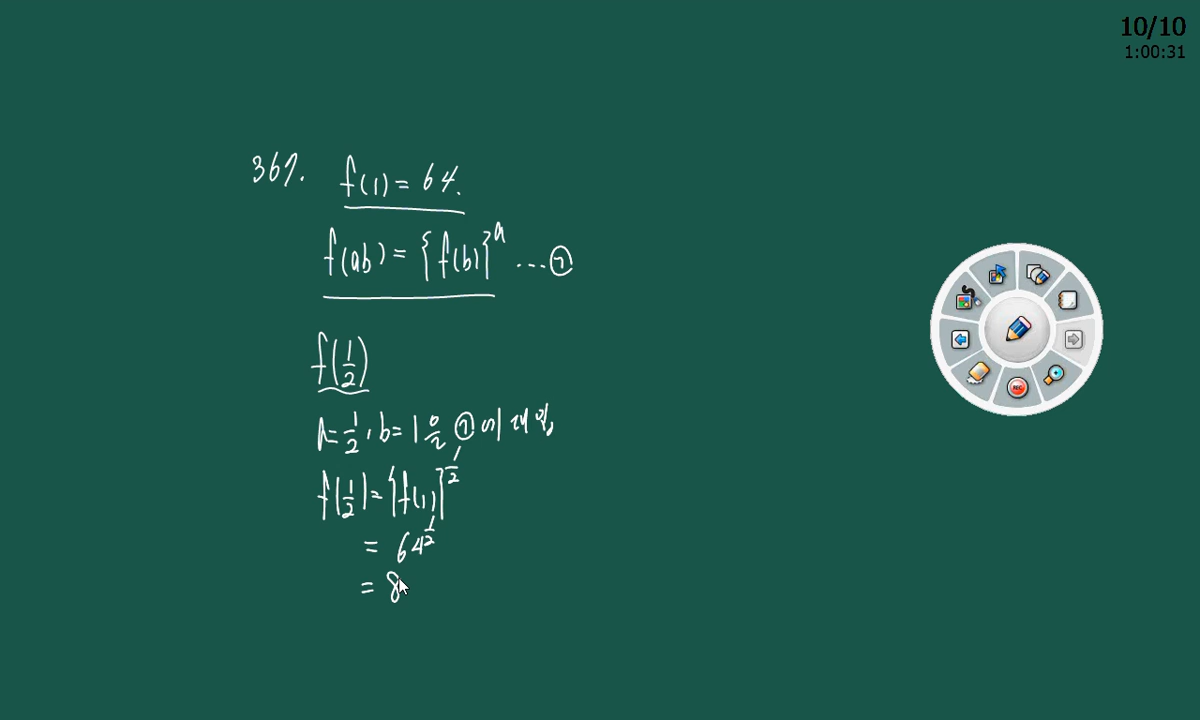 10/10
1:00:31
367. f(1) = 64.
f(ab) = {f(b)}^a ... ㉠
f(1/2)
a = 1/2, b = 1 을 ㉠에 대입
f(1/2) = {f(1)}^(1/2)
= 64^(1/2)
= 8
REC